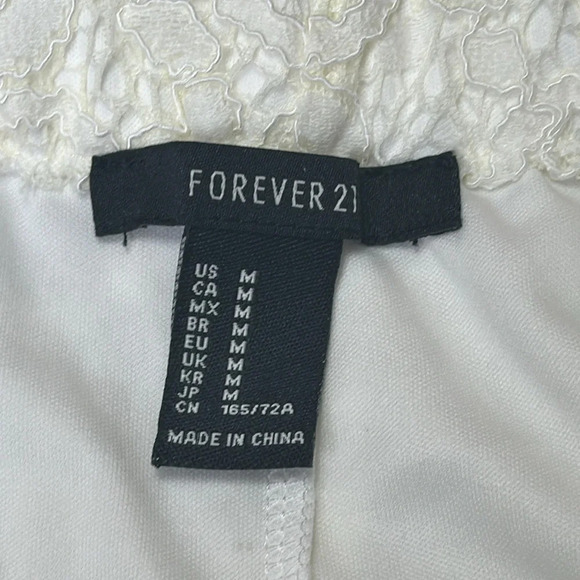 FOREVER 21
US M
CA M
MX M
BR M
EU M
UK M
KR M
JP M
CN 165/72A
MADE IN CHINA